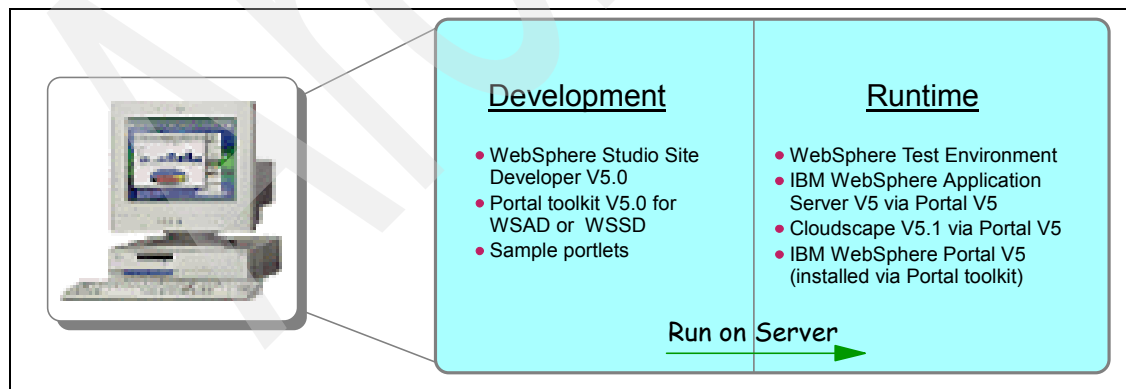 Development
• WebSphere Studio Site
Developer V5.0
• Portal toolkit V5.0 for
WSAD or WSSD
• Sample portlets
Runtime
• WebSphere Test Environment
• IBM WebSphere Application
Server V5 via Portal V5
• Cloudscape V5.1 via Portal V5
• IBM WebSphere Portal V5
(installed via Portal toolkit)
Run on Server